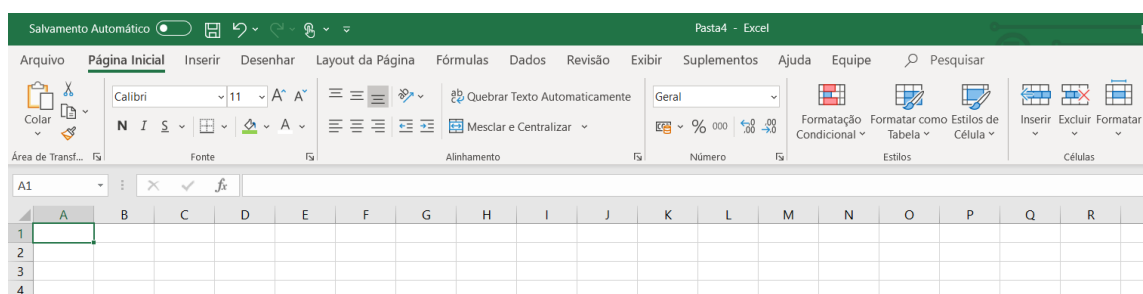 Salvamento Automático
Pasta4 - Excel
Arquivo Página Inicial Inserir Desenhar Layout da Página Fórmulas Dados Revisão Exibir Suplementos Ajuda Equipe Pesquisar
Colar
Calibri 11 A^ A˅
N I S A
ab Quebrar Texto Automaticamente
Mesclar e Centralizar
Geral
% 000
Formatação Condicional
Formatar como Tabela
Estilos de Célula
Inserir Excluir Formatar
Área de Transf... Fonte Alinhamento Número Estilos Células
A1 fx
A B C D E F G H I J K L M N O P Q R
1
2
3
4